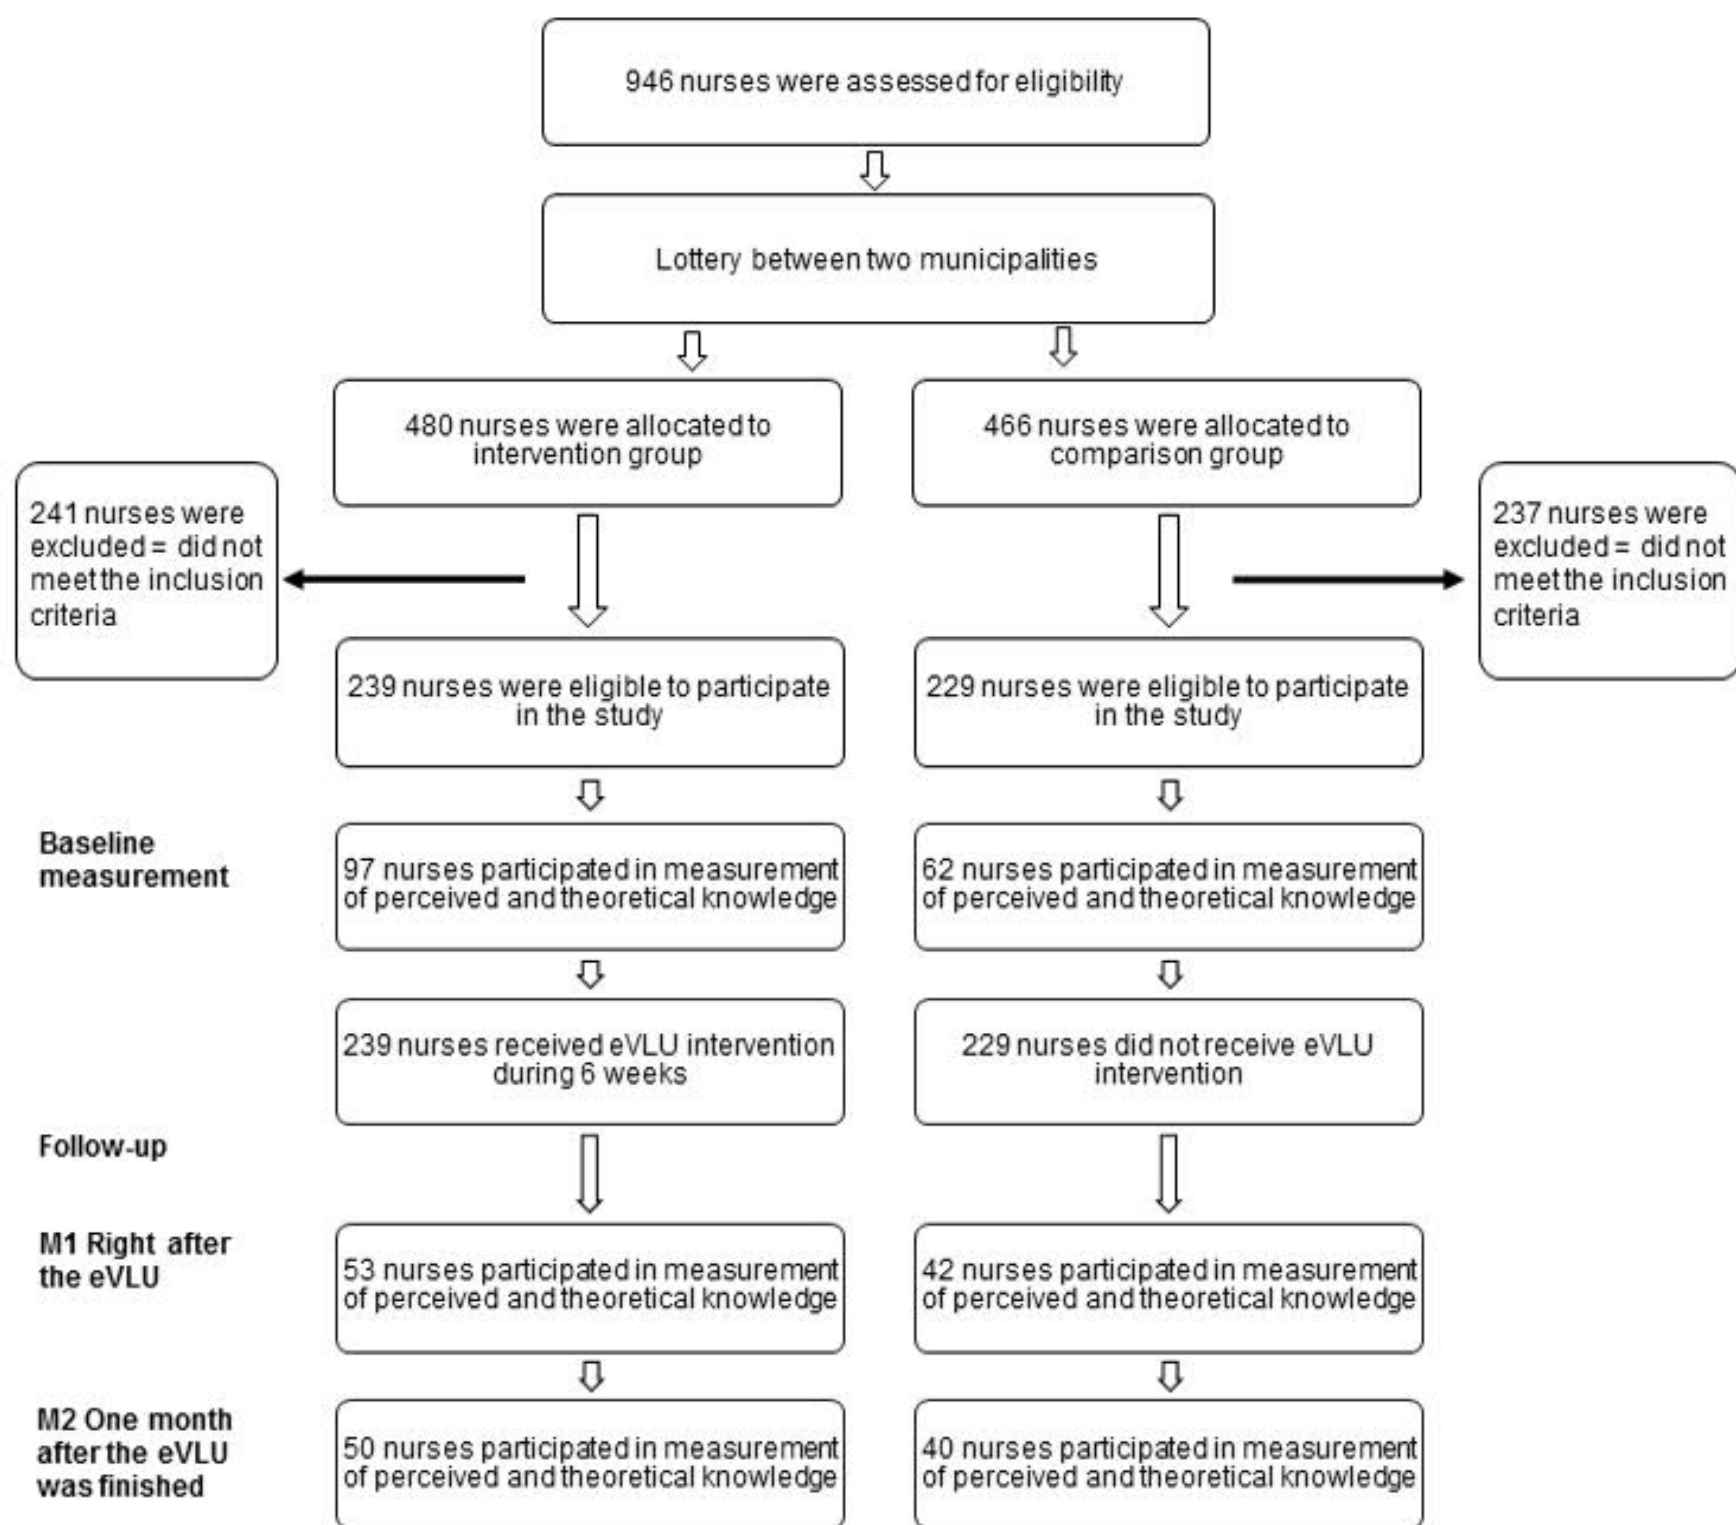 946 nurses were assessed for eligibility
Lottery between two municipalities
480 nurses were allocated to
intervention group
466 nurses were allocated to
comparison group
241 nurses were
excluded = did not
meet the inclusion
criteria
237 nurses were
excluded = did not
meet the inclusion
criteria
239 nurses were eligible to participate
in the study
229 nurses were eligible to participate
in the study
Baseline
measurement
97 nurses participated in measurement
of perceived and theoretical knowledge
62 nurses participated in measurement
of perceived and theoretical knowledge
239 nurses received eVLU intervention
during 6 weeks
229 nurses did not receive eVLU
intervention
Follow-up
M1 Right after
the eVLU
53 nurses participated in measurement
of perceived and theoretical knowledge
42 nurses participated in measurement
of perceived and theoretical knowledge
M2 One month
after the eVLU
was finished
50 nurses participated in measurement
of perceived and theoretical knowledge
40 nurses participated in measurement
of perceived and theoretical knowledge